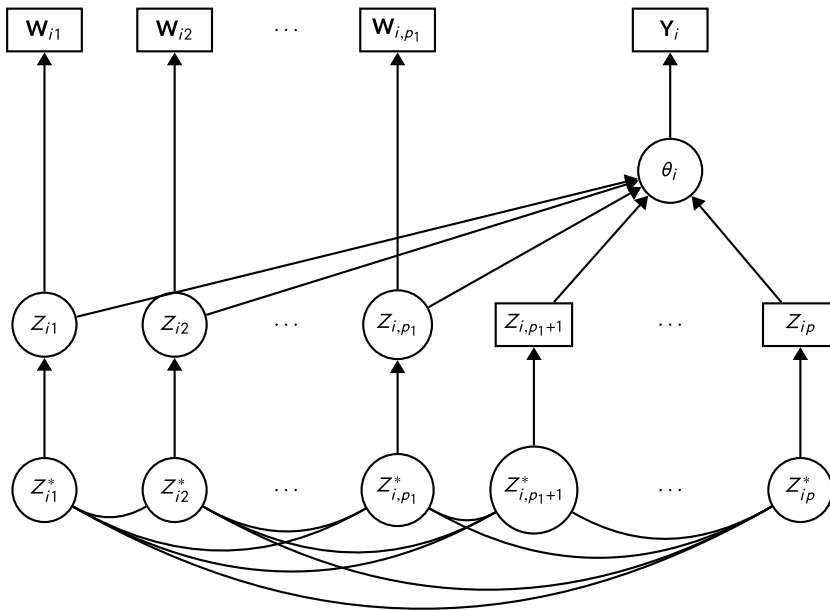 W_{i1} W_{i2} ... W_{i,p_1} Y_i
θ_i
Z_{i1} Z_{i2} ... Z_{i,p_1} Z_{i,p_1+1} ... Z_{ip}
Z*_{i1} Z*_{i2} ... Z*_{i,p_1} Z*_{i,p_1+1} ... Z*_{ip}